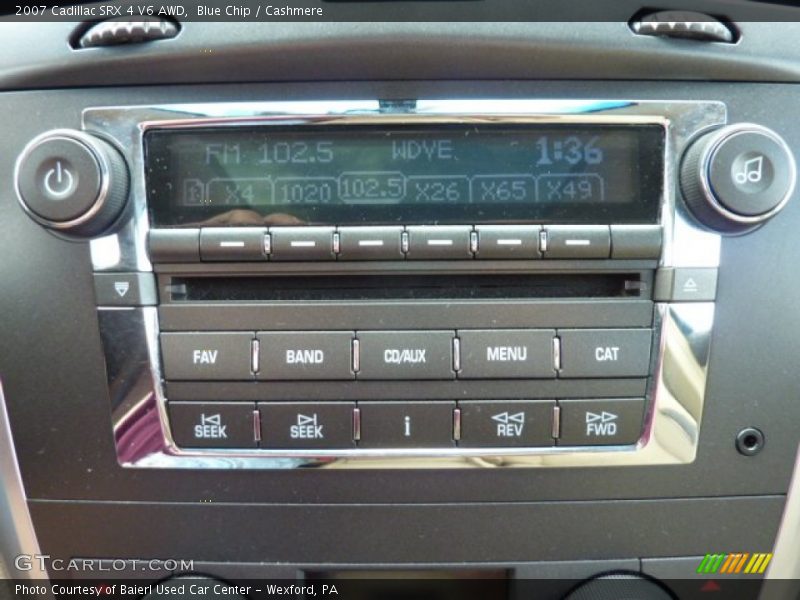 2007 Cadillac SRX 4 V6 AWD, Blue Chip / Cashmere
FM 102.5 WDVE 1:36
X4 1020 102.5 X26 X65 X49
FAV BAND CD/AUX MENU CAT
SEEK SEEK i REV FWD
GTCARLOT.COM
Photo Courtesy of Baierl Used Car Center - Wexford, PA